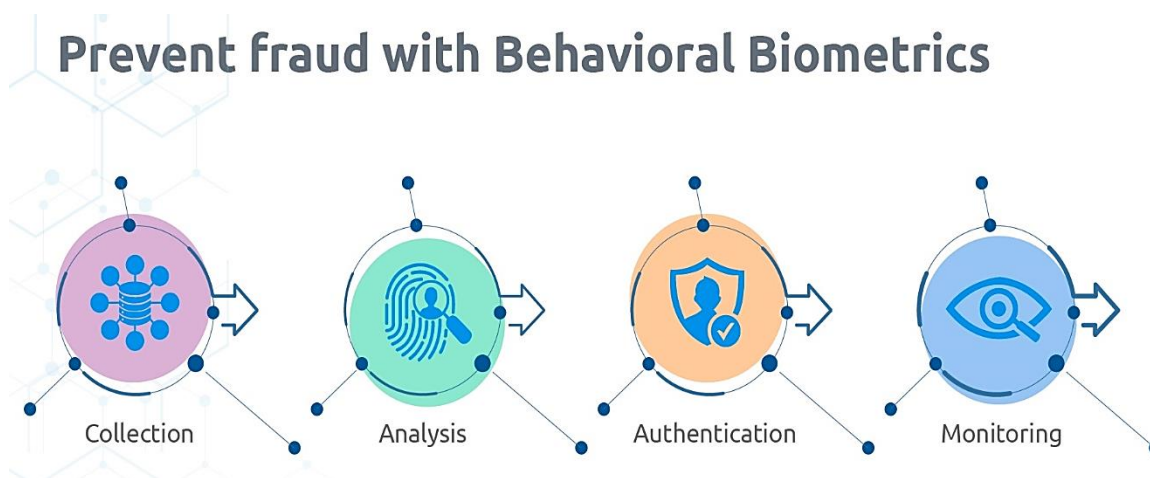 Prevent fraud with Behavioral Biometrics
Collection
Analysis
Authentication
Monitoring